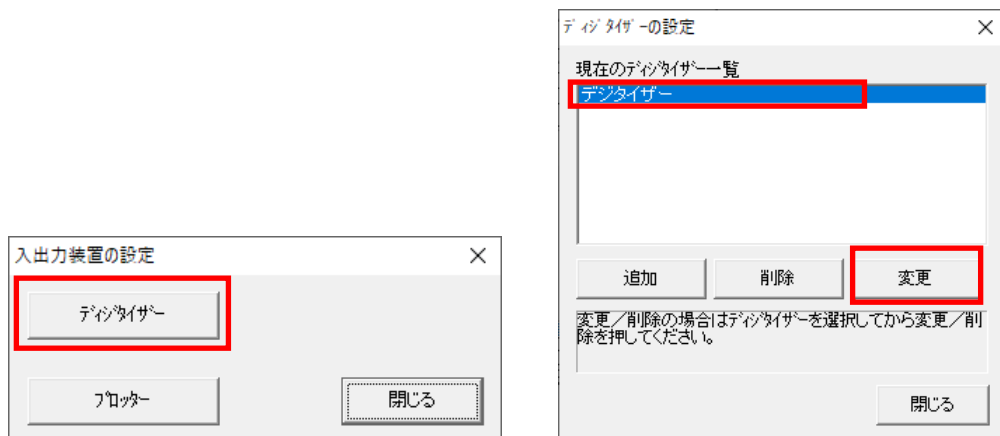 入出力装置の設定
ディジタイザー
プロッター
閉じる
ディジタイザーの設定
現在のディジタイザー一覧
デジタイザー
追加
削除
変更
変更／削除の場合はディジタイザーを選択してから変更／削
除を押してください。
閉じる